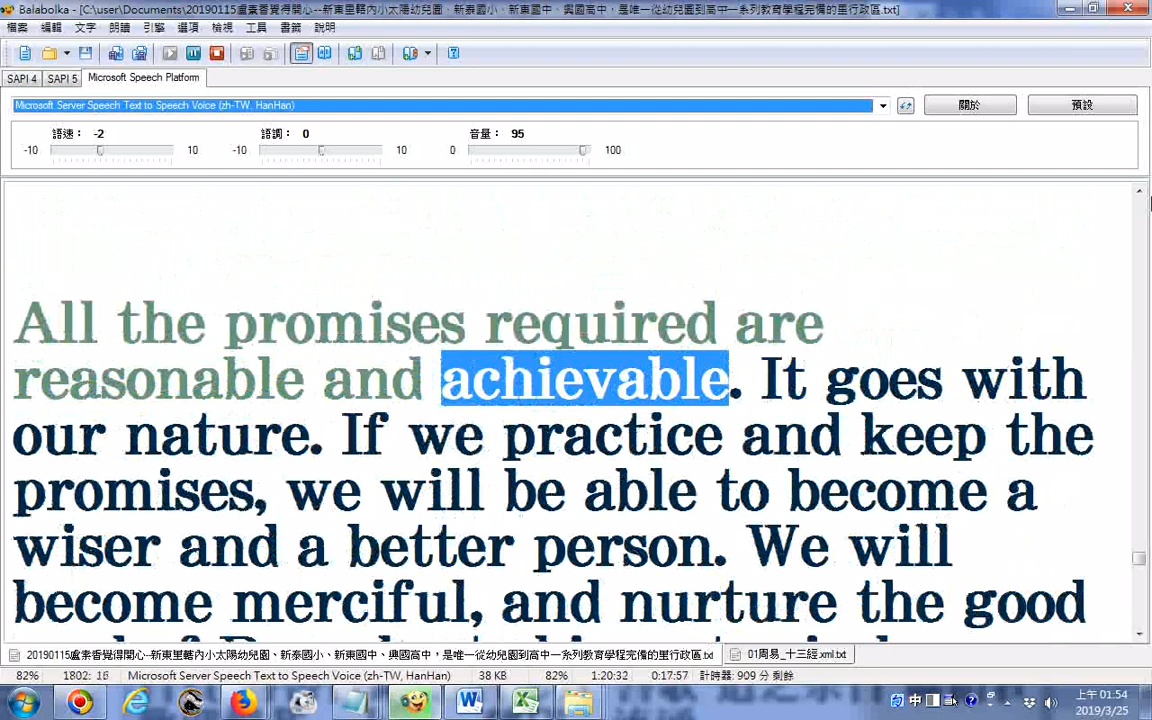 Balabolka - [C:\user\Documents\20190115盧素香覺得開心--新東里轄內小太陽幼兒園、新泰國小、新東國中、興國高中，是唯一從幼兒園到高中一系列教育學程完備的里行政區.txt]
檔案 編輯 文字 朗讀 引擎 選項 檢視 工具 書籤 說明
SAPI 4 SAPI 5 Microsoft Speech Platform
Microsoft Server Speech Text to Speech Voice (zh-TW, HanHan) 關於 預設
語速： -2 語調： 0 音量： 95
-10 10 -10 10 0 100
All the promises required are
reasonable and achievable. It goes with
our nature. If we practice and keep the
promises, we will be able to become a
wiser and a better person. We will
become merciful, and nurture the good
20190115盧素香覺得開心--新東里轄內小太陽幼兒園、新泰國小、新東國中、興國高中，是唯一從幼兒園到高中一系列教育學程完備的里行政區.txt 01周易_十三經.xml.txt
82% 1802: 16 Microsoft Server Speech Text to Speech Voice (zh-TW, HanHan) 38 KB 82% 1:20:32 0:17:57 計時器: 909 分 剩餘
中 上午 01:54
2019/3/25